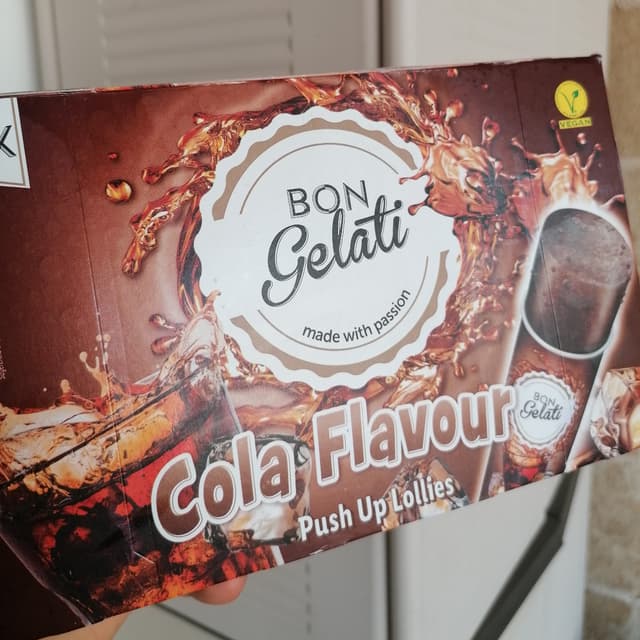 K
VEGAN
BON
Gelati
made with passion
BON
Gelati
Cola Flavour
Push Up Lollies